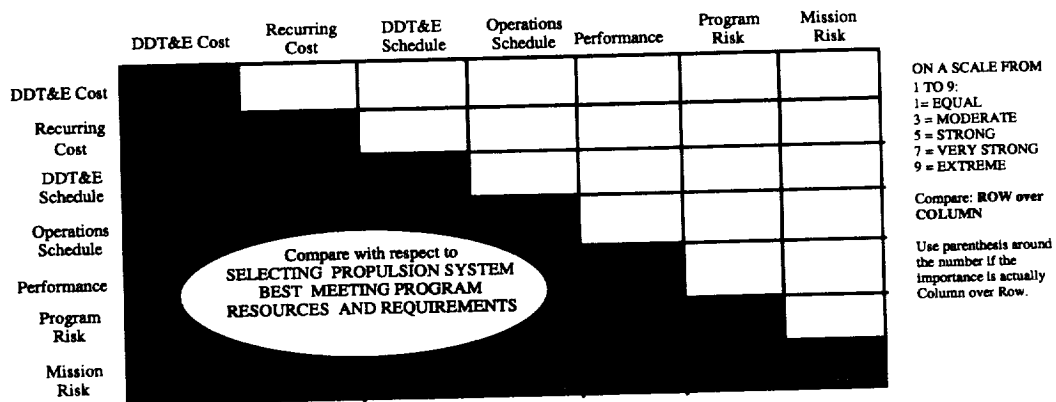 DDT&E Cost
Recurring
Cost
DDT&E
Schedule
Operations
Schedule
Performance
Program
Risk
Mission
Risk
DDT&E Cost
Recurring
Cost
DDT&E
Schedule
Operations
Schedule
Performance
Program
Risk
Mission
Risk
Compare with respect to
SELECTING PROPULSION SYSTEM
BEST MEETING PROGRAM
RESOURCES AND REQUIREMENTS
ON A SCALE FROM
1 TO 9:
1= EQUAL
3 = MODERATE
5 = STRONG
7 = VERY STRONG
9 = EXTREME
Compare: ROW over
COLUMN
Use parenthesis around
the number if the
importance is actually
Column over Row.